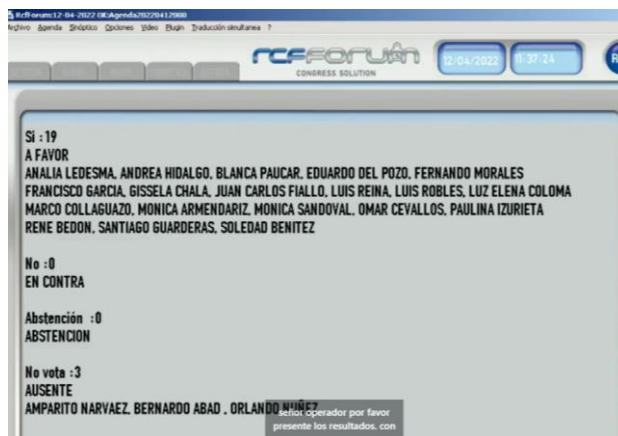 RcfForum:12-04-2022 OK:Agenda20220412900
Archivo Agenda Sinóptico Opciones Video Plugin Traducción simultanea ?
rcfforum
CONGRESS SOLUTION
12/04/2022
11:37:24
Si :19
A FAVOR
ANALIA LEDESMA, ANDREA HIDALGO, BLANCA PAUCAR, EDUARDO DEL POZO, FERNANDO MORALES
FRANCISCO GARCIA, GISSELA CHALA, JUAN CARLOS FIALLO, LUIS REINA, LUIS ROBLES, LUZ ELENA COLOMA
MARCO COLLAGUAZO, MONICA ARMENDARIZ, MONICA SANDOVAL, OMAR CEVALLOS, PAULINA IZURIETA
RENE BEDON, SANTIAGO GUARDERAS, SOLEDAD BENITEZ
No :0
EN CONTRA
Abstención :0
ABSTENCION
No vota :3
AUSENTE
AMPARITO NARVAEZ, BERNARDO ABAD , ORLANDO NUÑEZ
señor operador por favor
presente los resultados. con